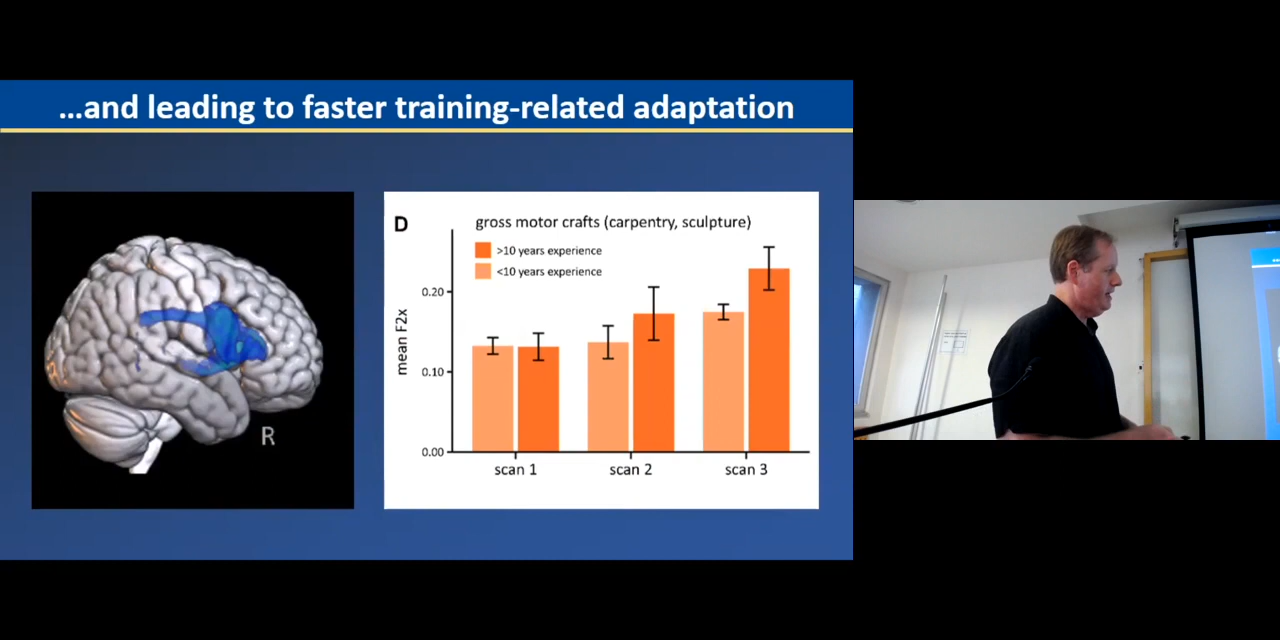 ...and leading to faster training-related adaptation
R
D
gross motor crafts (carpentry, sculpture)
>10 years experience
<10 years experience
mean F2x
0.20
0.10
0.00
scan 1
scan 2
scan 3